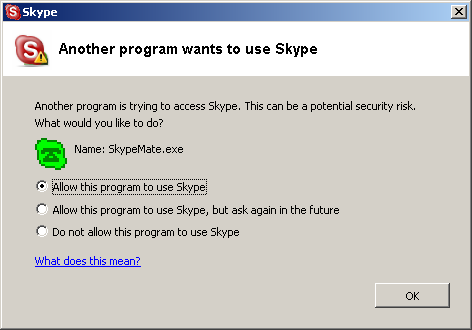 Skype
Another program wants to use Skype
Another program is trying to access Skype. This can be a potential security risk.
What would you like to do?
Name: SkypeMate.exe
Allow this program to use Skype
Allow this program to use Skype, but ask again in the future
Do not allow this program to use Skype
What does this mean?
OK